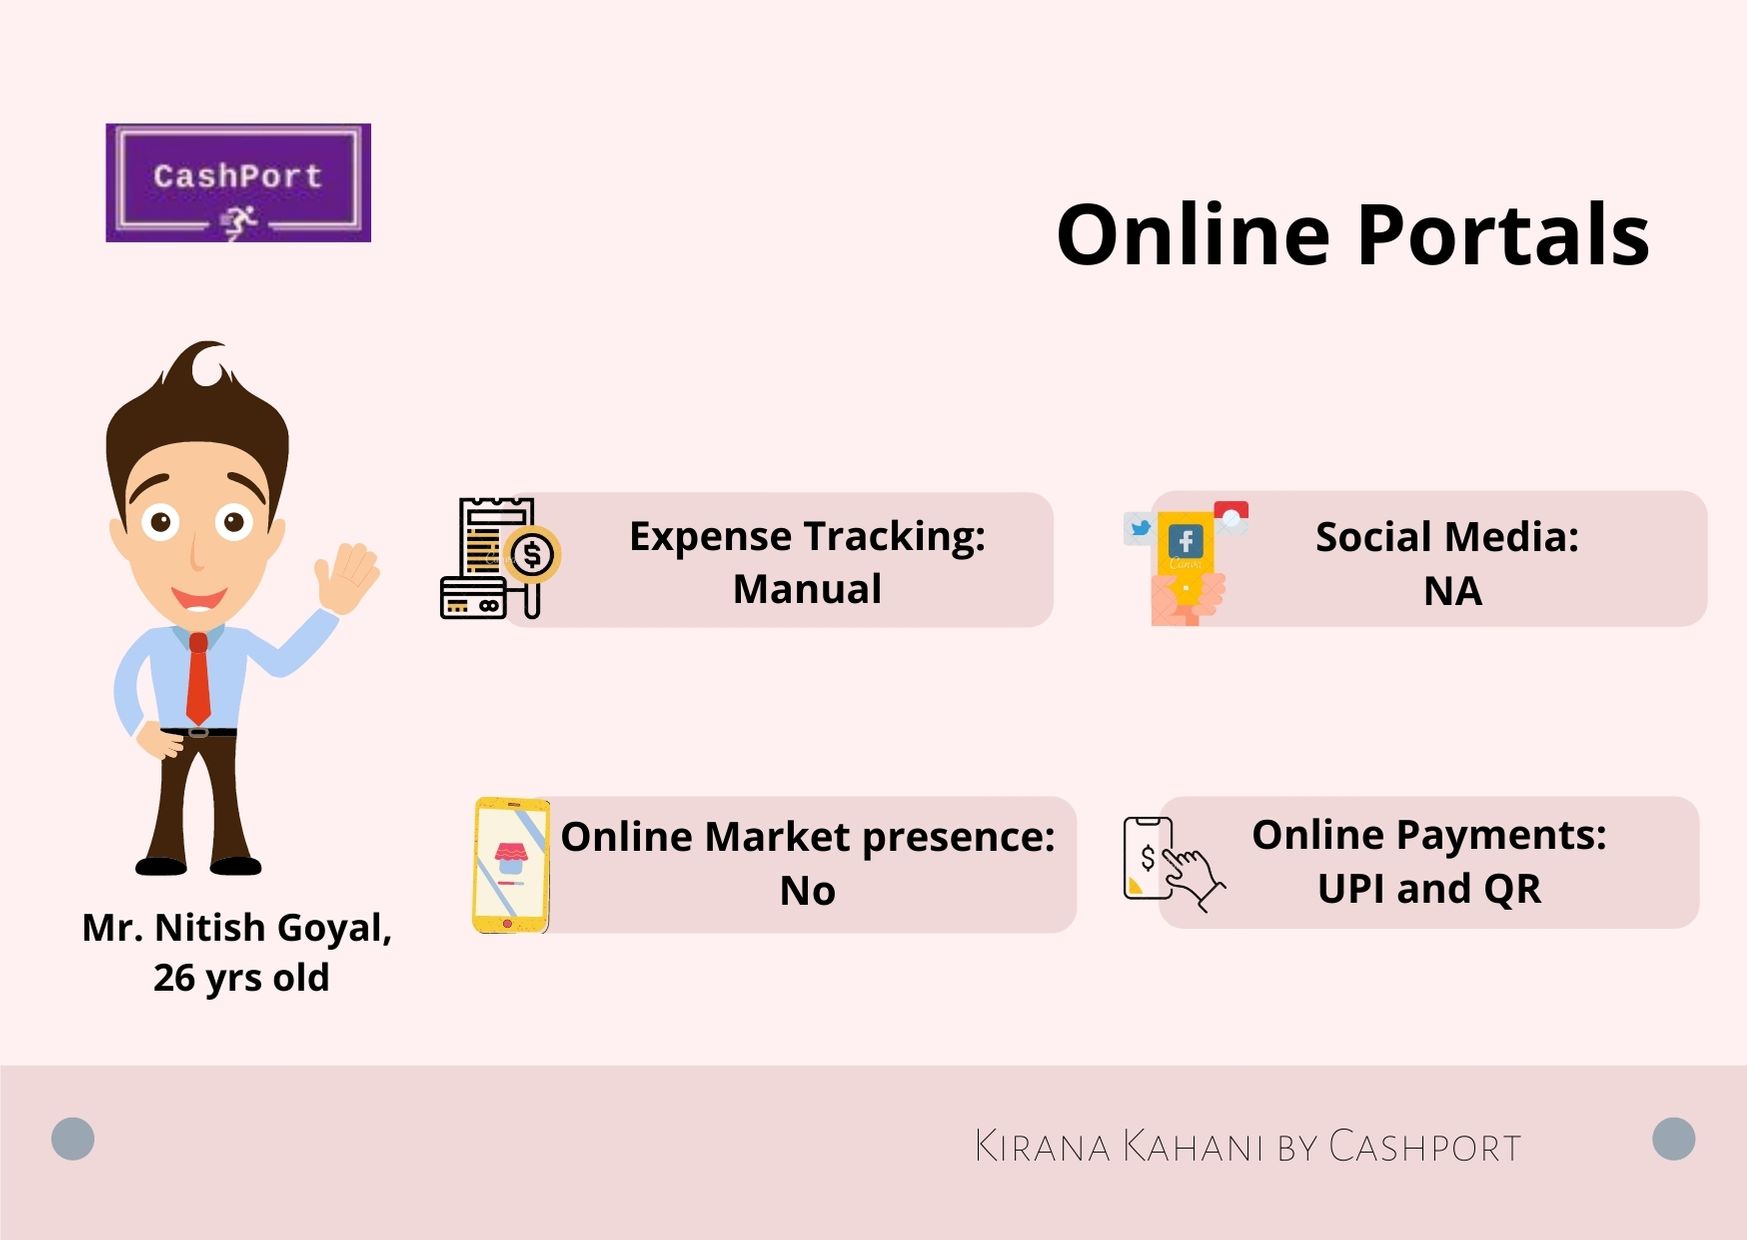 CashPort
Online Portals
Expense Tracking:
Manual
Social Media:
NA
Online Market presence:
No
Online Payments:
UPI and QR
Mr. Nitish Goyal,
26 yrs old
Kirana Kahani by Cashport